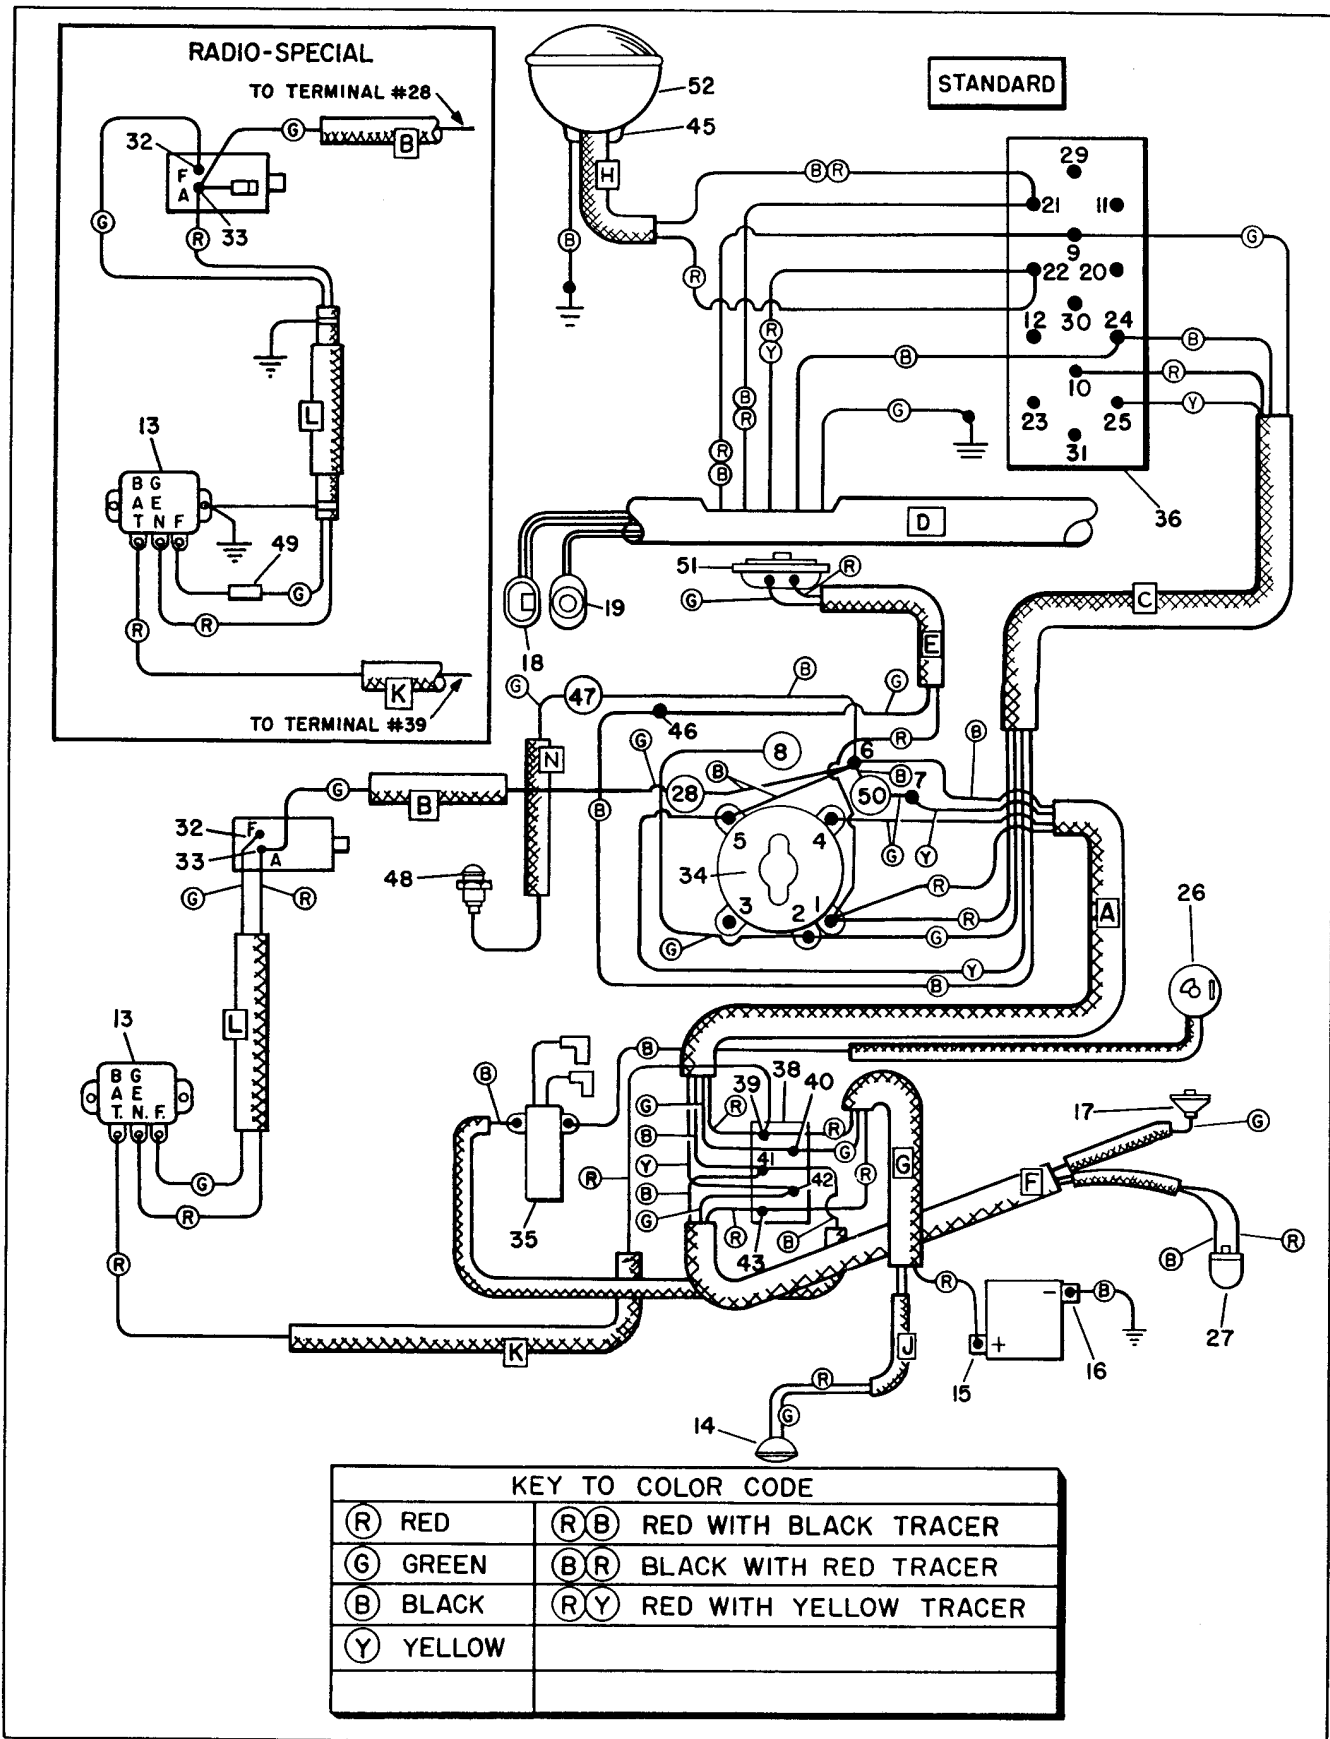 RADIO-SPECIAL
TO TERMINAL #28
G
B
32
F
A
33
G
R
L
13
B G
A E
T N F
49
G
R
R
K
TO TERMINAL #39
STANDARD
52
45
H
B
B R
R
29
21
11
9
22
20
30
12
24
10
23
25
31
36
G
B
R
Y
R Y
B R
R B
B
G
D
18
19
51
R
G
E
C
G
47
B
G
46
R
N
G
8
6
B
B
7
28
50
B
B
G
B
5
4
G
Y
34
3
2
1
R
R
G
G
Y
B
A
26
32
F
33
A
G
R
48
L
13
B G
A E
T. N. F.
G
R
R
B
35
B
R
39
38
40
41
42
43
G
R
B
Y
B
G
R
B
R
G
R
G
F
17
G
B
R
27
R
15
+
-
16
B
K
J
R
G
14
KEY TO COLOR CODE
R RED R B RED WITH BLACK TRACER
G GREEN B R BLACK WITH RED TRACER
B BLACK R Y RED WITH YELLOW TRACER
Y YELLOW